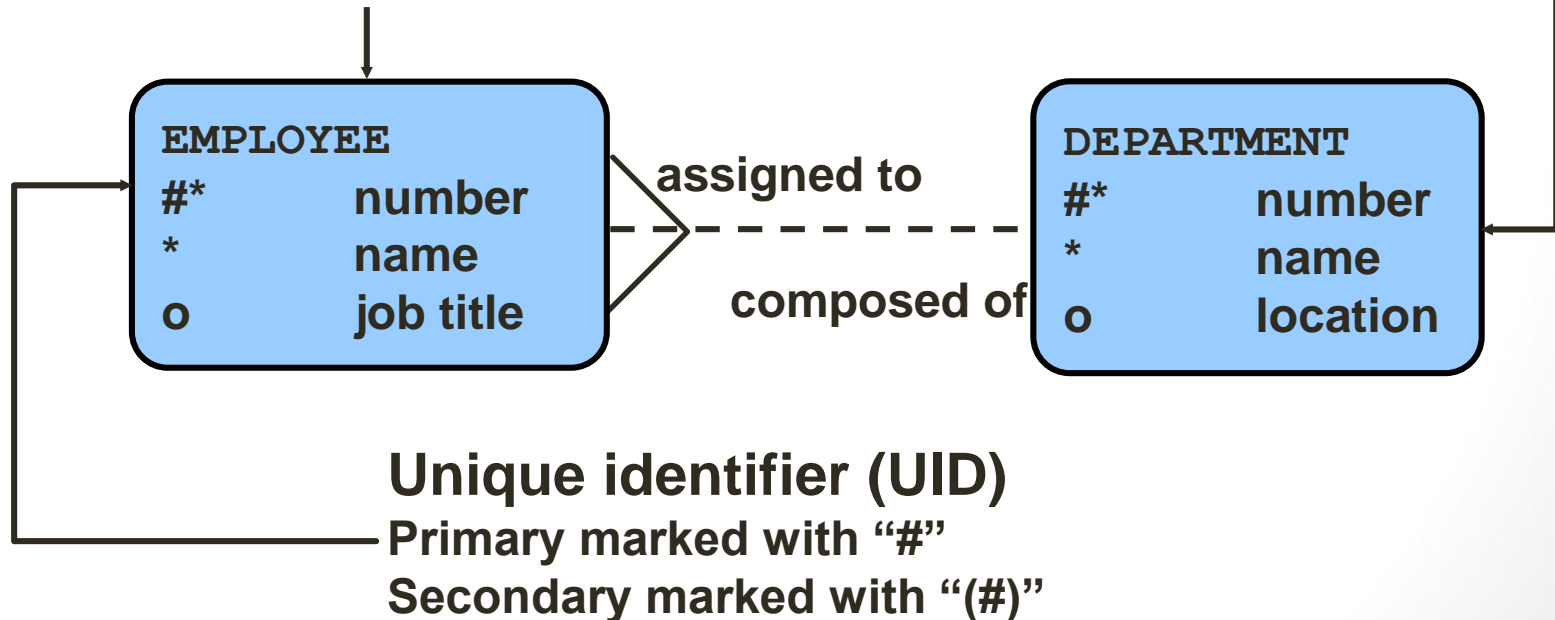 EMPLOYEE
#* number
* name
o job title
assigned to
composed of
DEPARTMENT
#* number
* name
o location
Unique identifier (UID)
Primary marked with “#”
Secondary marked with “(#)”